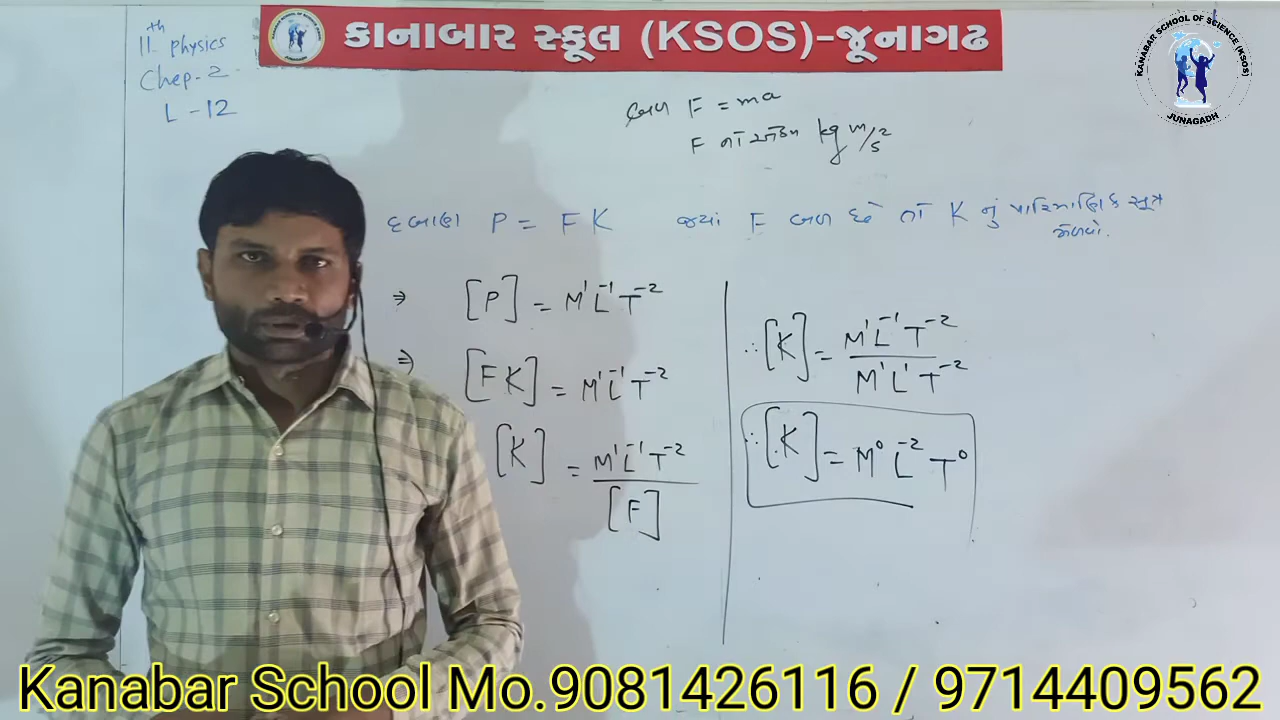 કાનાબાર સ્કૂલ (KSOS)-જૂનાગઢ
KANABAR SCHOOL OF SCIENCE (KSOS)
JUNAGADH
11th physics
Chep-2
L-12
બળ F = ma
F નો એકમ kg m/s²
દબાણ P = FK જ્યાં F બળ હોય તો K નું પારિમાણિક સૂત્ર
મેળવો.
⇒ [P] = M¹L⁻¹T⁻²
⇒ [FK] = M¹L⁻¹T⁻²
[K] = M¹L⁻¹T⁻² / [F]
∴ [K] = M¹L⁻¹T⁻² / M¹L¹T⁻²
∴ [K] = M⁰L⁻²T⁰
Kanabar School Mo.9081426116 / 9714409562